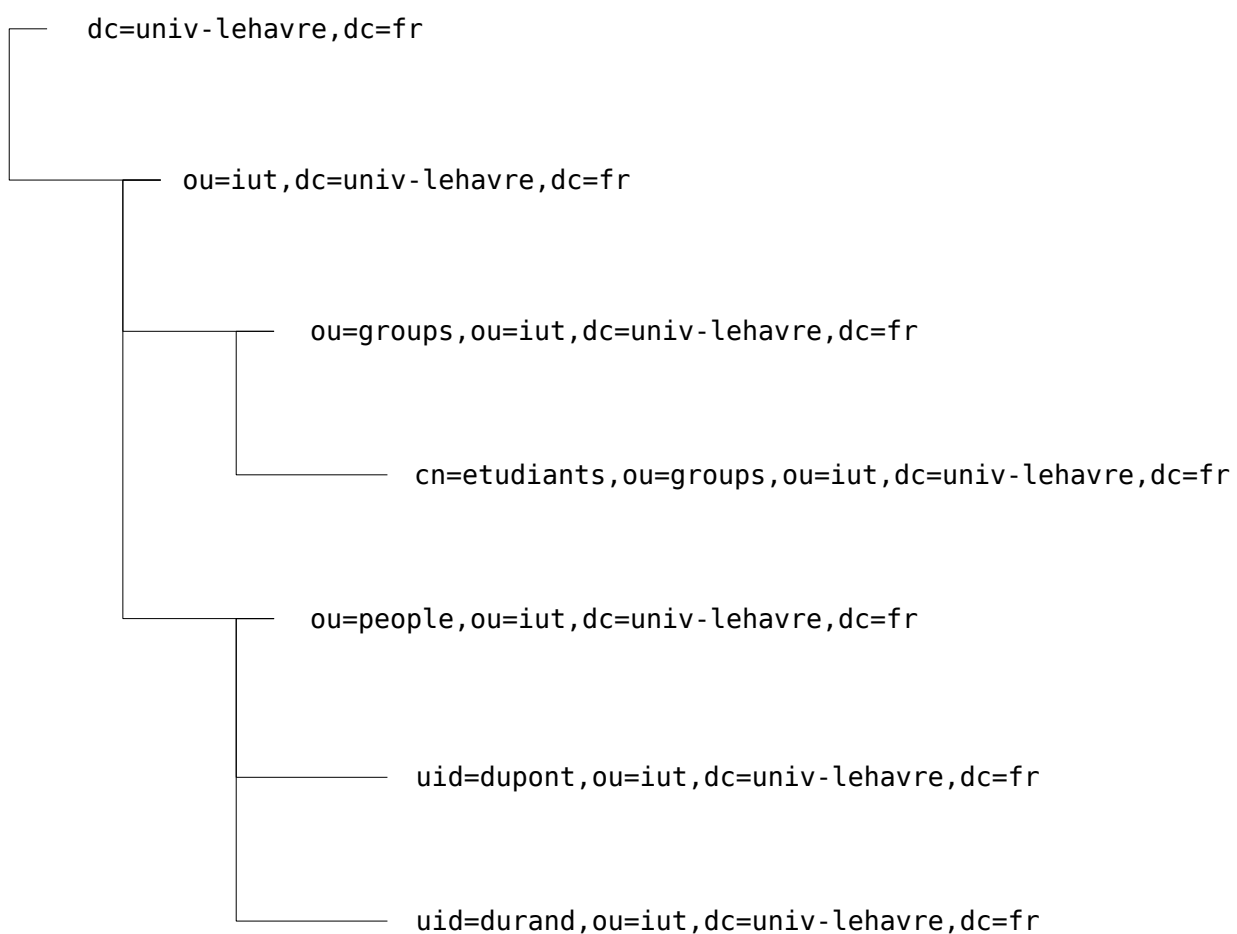 dc=univ-lehavre,dc=fr
ou=iut,dc=univ-lehavre,dc=fr
ou=groups,ou=iut,dc=univ-lehavre,dc=fr
cn=etudiants,ou=groups,ou=iut,dc=univ-lehavre,dc=fr
ou=people,ou=iut,dc=univ-lehavre,dc=fr
uid=dupont,ou=iut,dc=univ-lehavre,dc=fr
uid=durand,ou=iut,dc=univ-lehavre,dc=fr